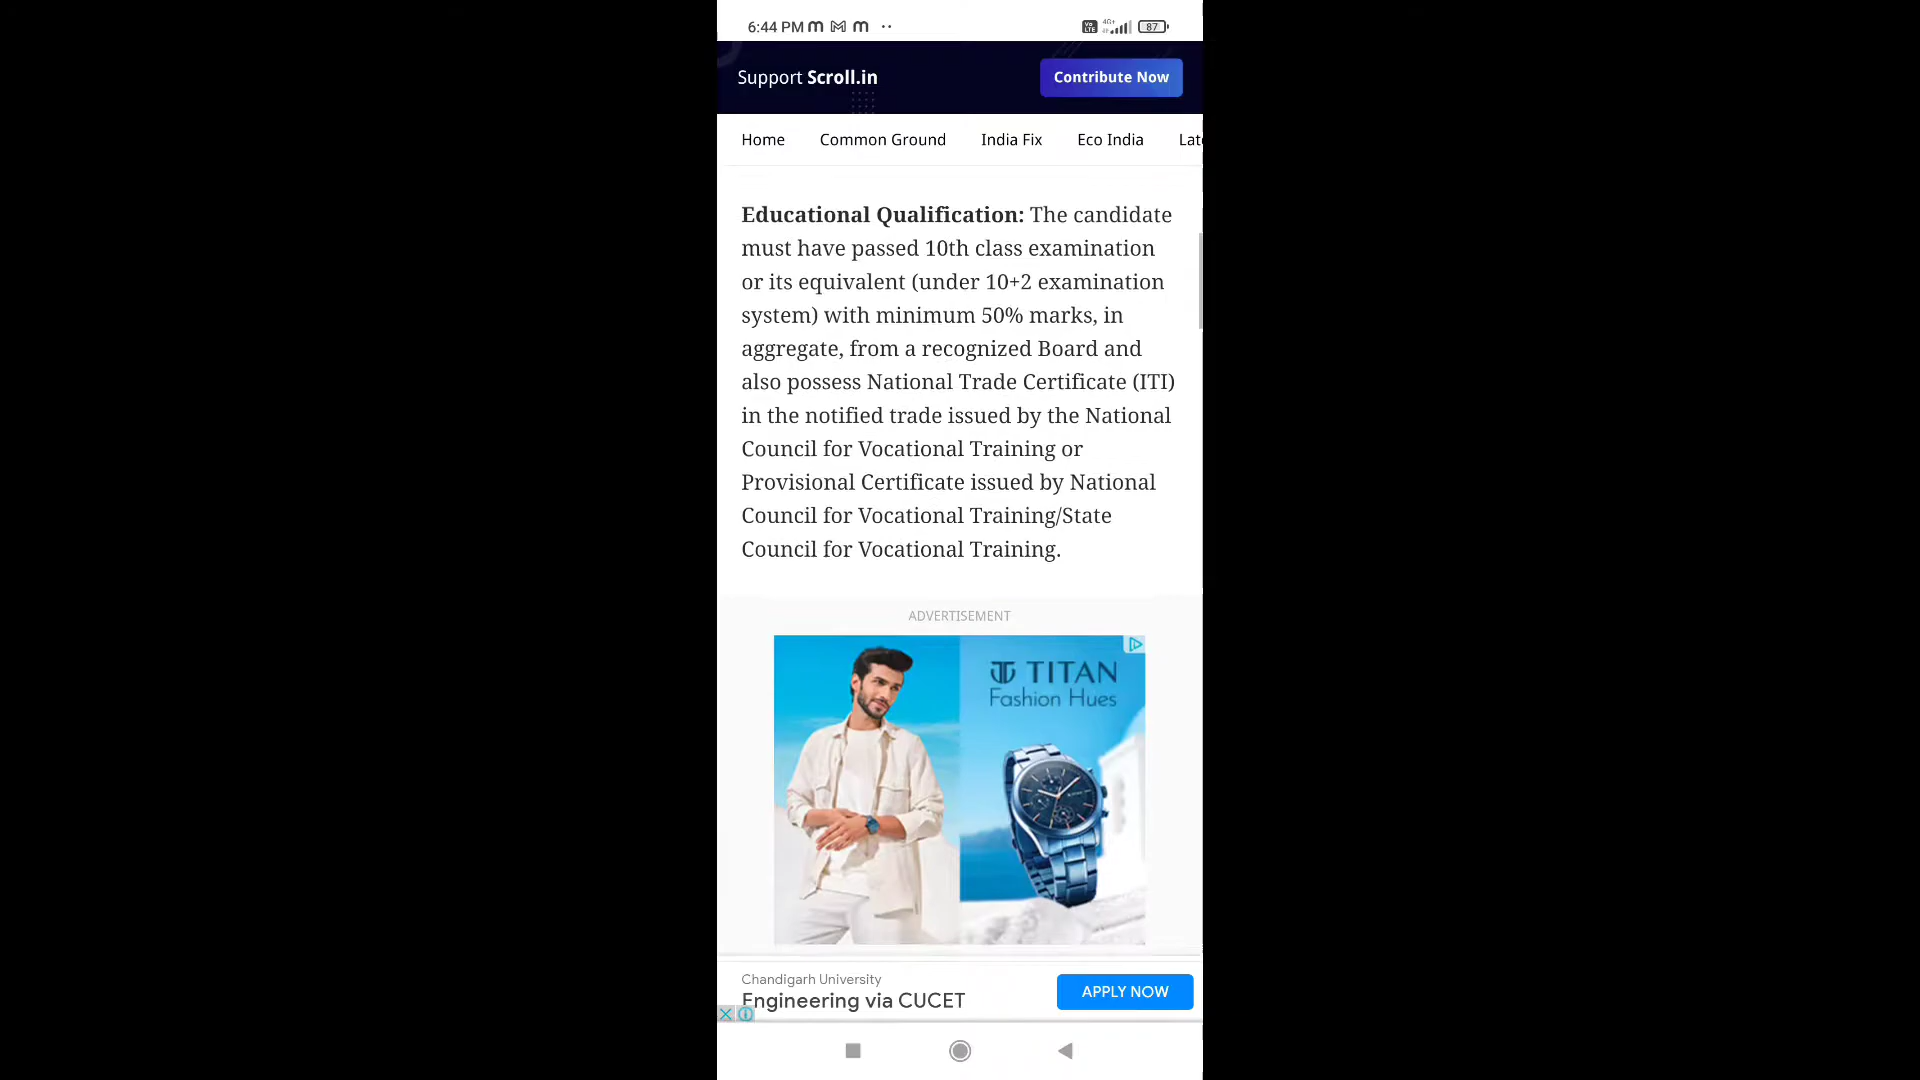 6:44 PM
87
Support Scroll.in
Contribute Now
Home Common Ground India Fix Eco India Lat
Educational Qualification: The candidate
must have passed 10th class examination
or its equivalent (under 10+2 examination
system) with minimum 50% marks, in
aggregate, from a recognized Board and
also possess National Trade Certificate (ITI)
in the notified trade issued by the National
Council for Vocational Training or
Provisional Certificate issued by National
Council for Vocational Training/State
Council for Vocational Training.
ADVERTISEMENT
TITAN
Fashion Hues
Chandigarh University
Engineering via CUCET
APPLY NOW